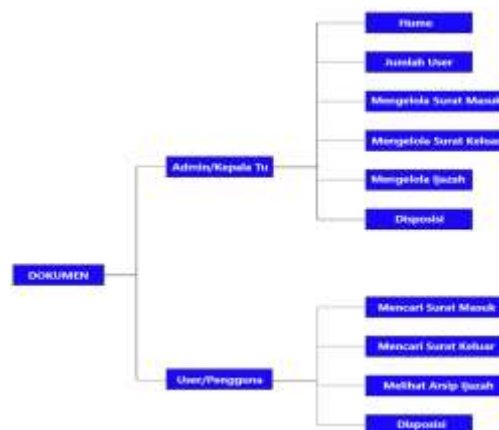 Home
Jumlah User
Mengelola Surat Masuk
Mengelola Surat Keluar
Admin/Kepala Tu
Mengelola Ijazah
Disposisi
DOKUMEN
Mencari Surat Masuk
Mencari Surat Keluar
User/Pengguna
Melihat Arsip Ijazah
Disposisi